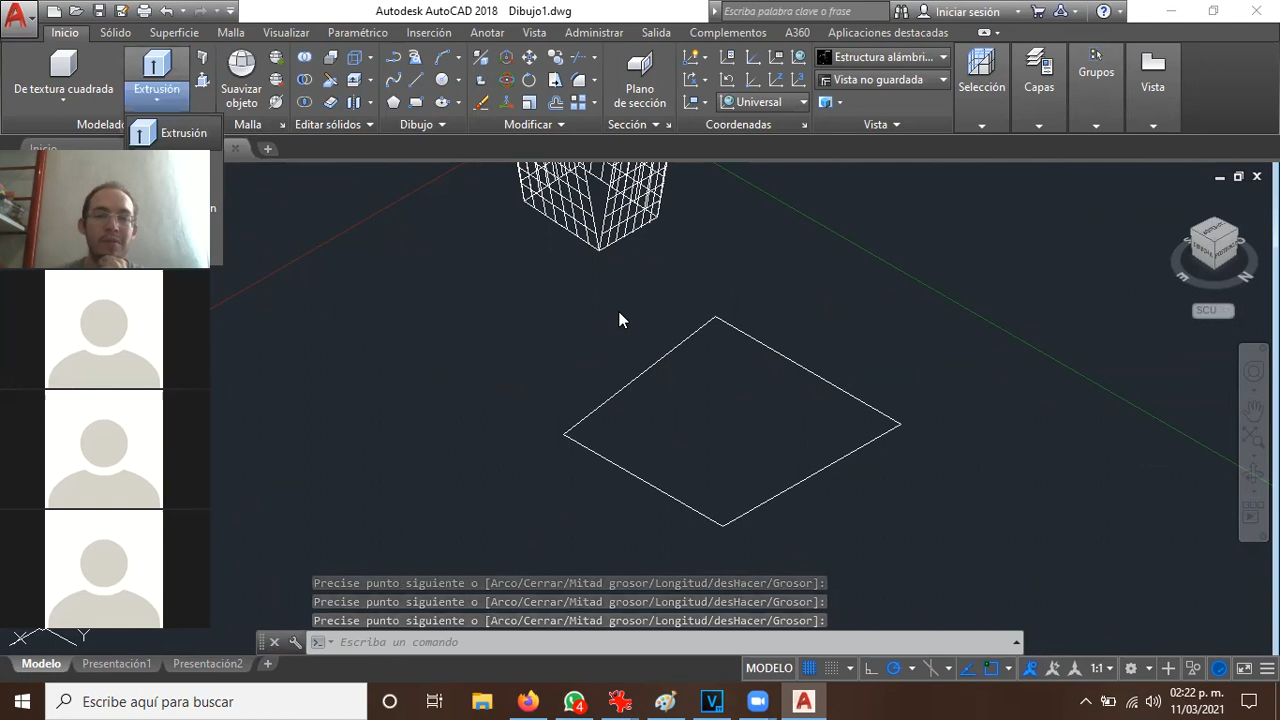 Autodesk AutoCAD 2018 Dibujo1.dwg
Escriba palabra clave o frase
Iniciar sesión
Inicio Sólido Superficie Malla Visualizar Paramétrico Inserción Anotar Vista Administrar Salida Complementos A360 Aplicaciones destacadas
De textura cuadrada
Extrusión
Suavizar
objeto
Plano
de sección
Estructura alámbri...
Vista no guardada
Universal
Selección
Capas
Grupos
Vista
Modelado
Malla
Editar sólidos
Dibujo
Modificar
Sección
Coordenadas
Vista
Extrusión
Inicio
n
SCU
Precise punto siguiente o [Arco/Cerrar/Mitad grosor/Longitud/desHacer/Grosor]:
Precise punto siguiente o [Arco/Cerrar/Mitad grosor/Longitud/desHacer/Grosor]:
Precise punto siguiente o [Arco/Cerrar/Mitad grosor/Longitud/desHacer/Grosor]:
X Y
Escriba un comando
Modelo Presentación1 Presentación2
MODELO
1:1
Escribe aquí para buscar
4
02:22 p. m.
11/03/2021